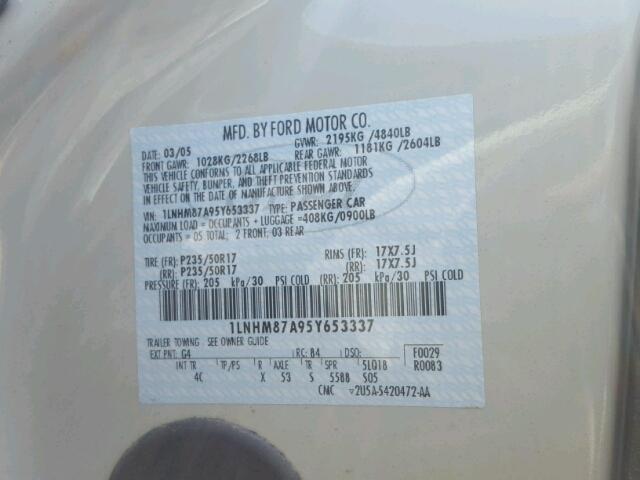 MFD. BY FORD MOTOR CO.
DATE: 03/05 GVWR: 2195KG /4840LB
FRONT GAWR: 1028KG/2268LB REAR GAWR: 1181KG /2604LB
THIS VEHICLE CONFORMS TO ALL APPLICABLE FEDERAL MOTOR
VEHICLE SAFETY, BUMPER, AND THEFT PREVENTION STANDARDS
IN EFFECT ON THE DATE OF MANUFACTURE SHOWN ABOVE.
VIN: 1LNHM87A95Y653337 TYPE: PASSENGER CAR
MAXIMUM LOAD = OCCUPANTS + LUGGAGE =408KG/0900LB
OCCUPANTS = 05 TOTAL; 2 FRONT, 03 REAR
TIRE (FR): P235/50R17 RIMS (FR): 17X7.5J
(RR): P235/50R17 (RR): 17X7.5J
PRESSURE (FR): 205 kPa/30 PSI COLD (RR): 205 kPa/30 PSI COLD
1LNHM87A95Y653337
TRAILER TOWING : SEE OWNER GUIDE
EXT PNT: G4 RC: 84 DSO: F0029
INT TR TP/PS R AXLE TR SPR 5LQ18 R0083
4C X 53 S 5588 505
CMC ▽2U5A-5420472-AA